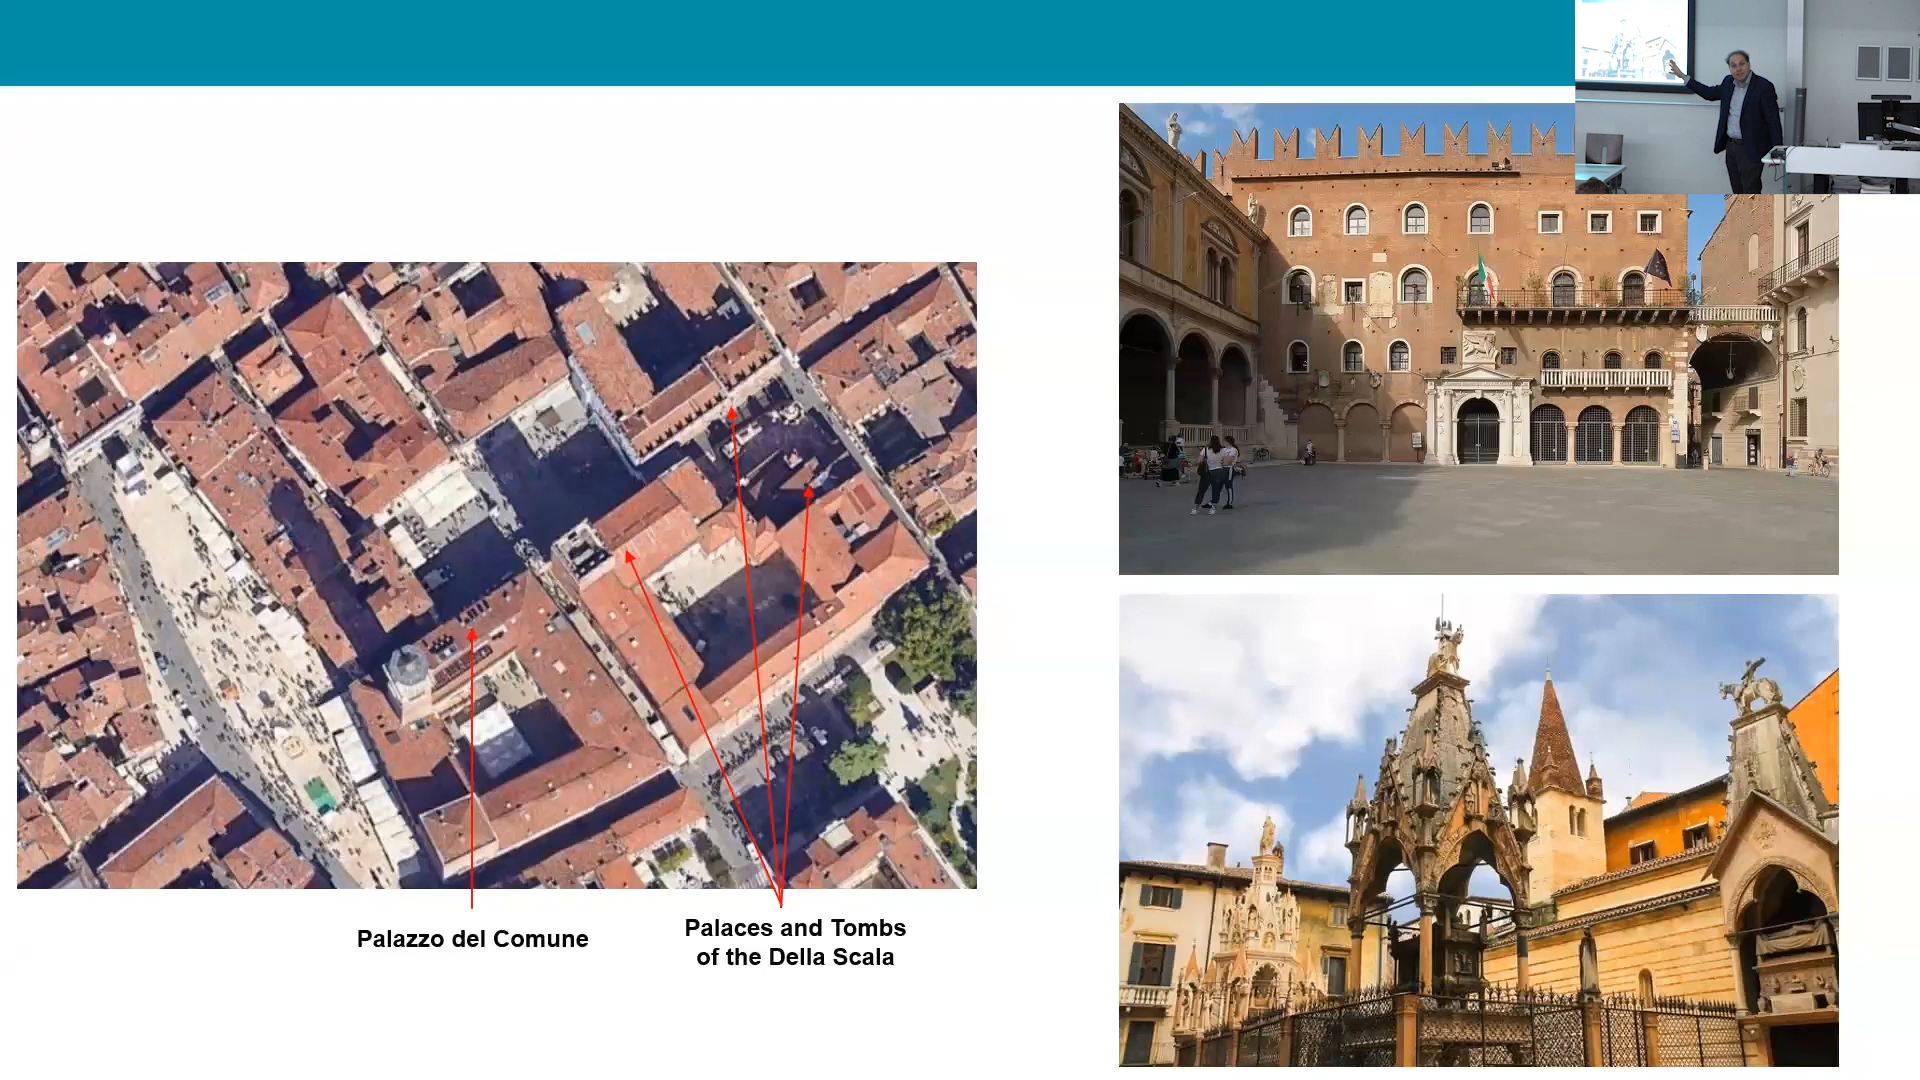 Palazzo del Comune
Palaces and Tombs
of the Della Scala